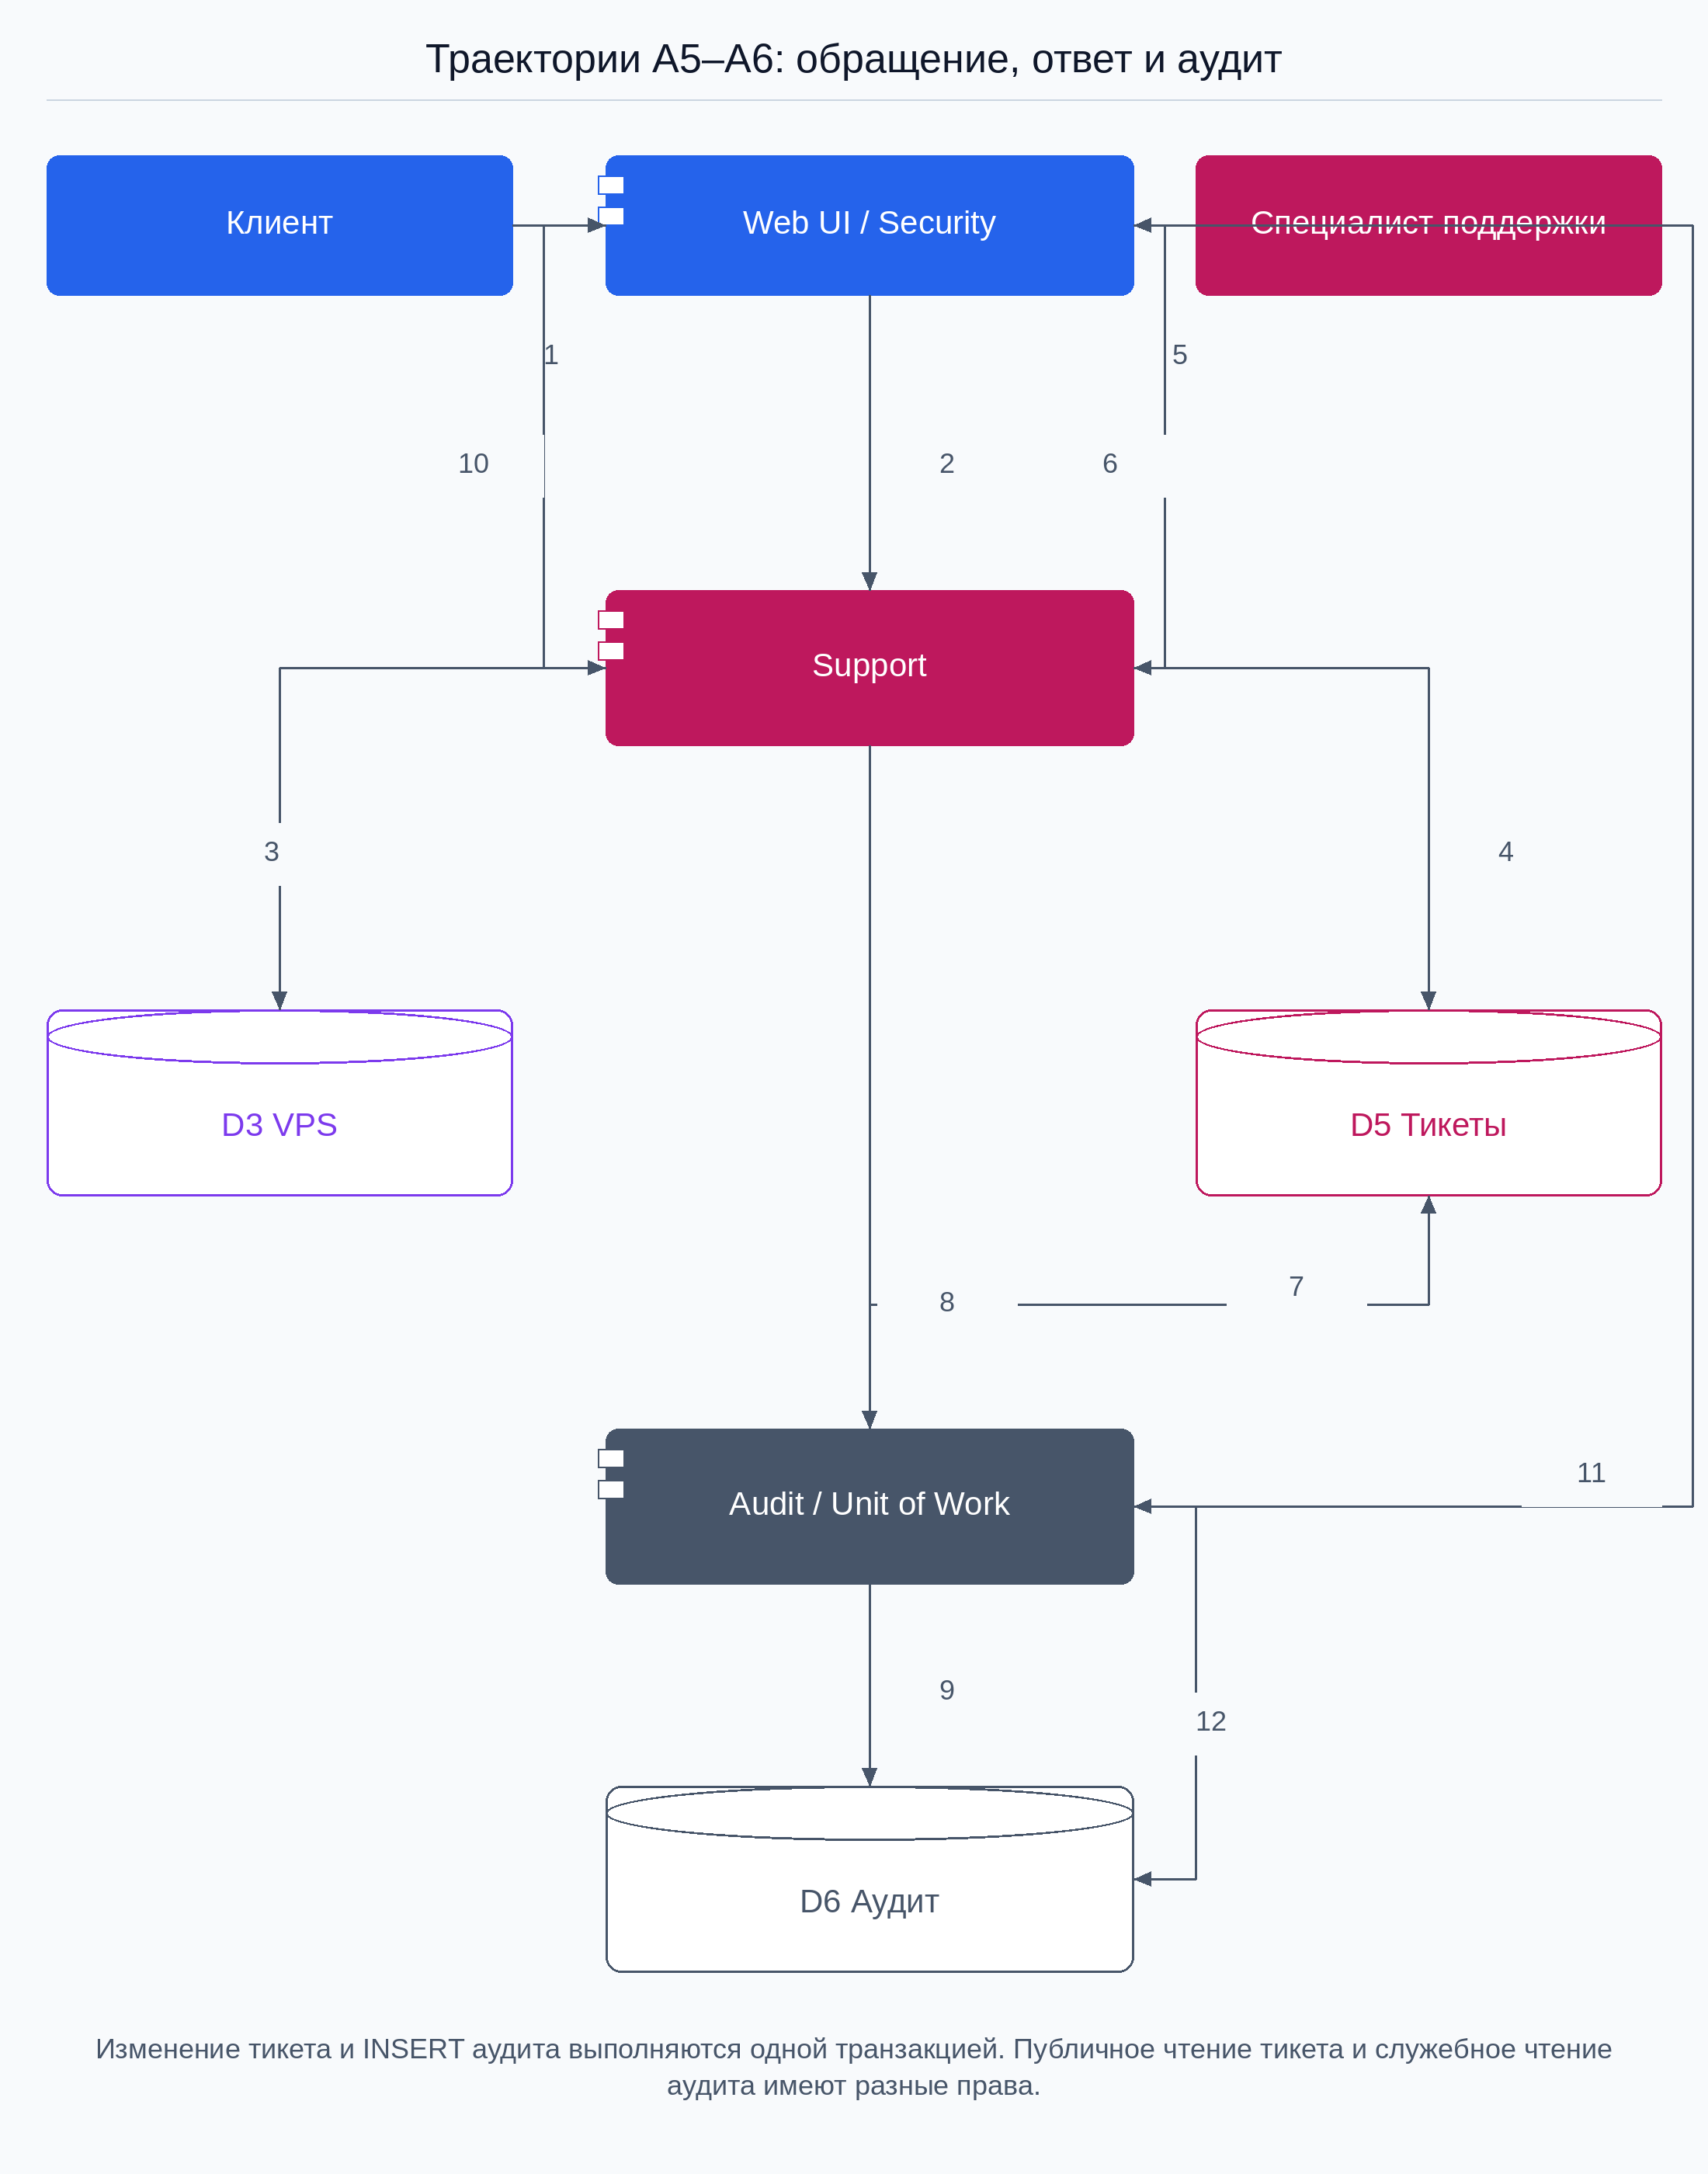 Траектории A5–A6: обращение, ответ и аудит
Клиент
Web UI / Security
Специалист поддержки
1
5
10
2
6
Support
3
4
D3 VPS
D5 Тикеты
7
8
11
Audit / Unit of Work
9
12
D6 Аудит
Изменение тикета и INSERT аудита выполняются одной транзакцией. Публичное чтение тикета и служебное чтение
аудита имеют разные права.